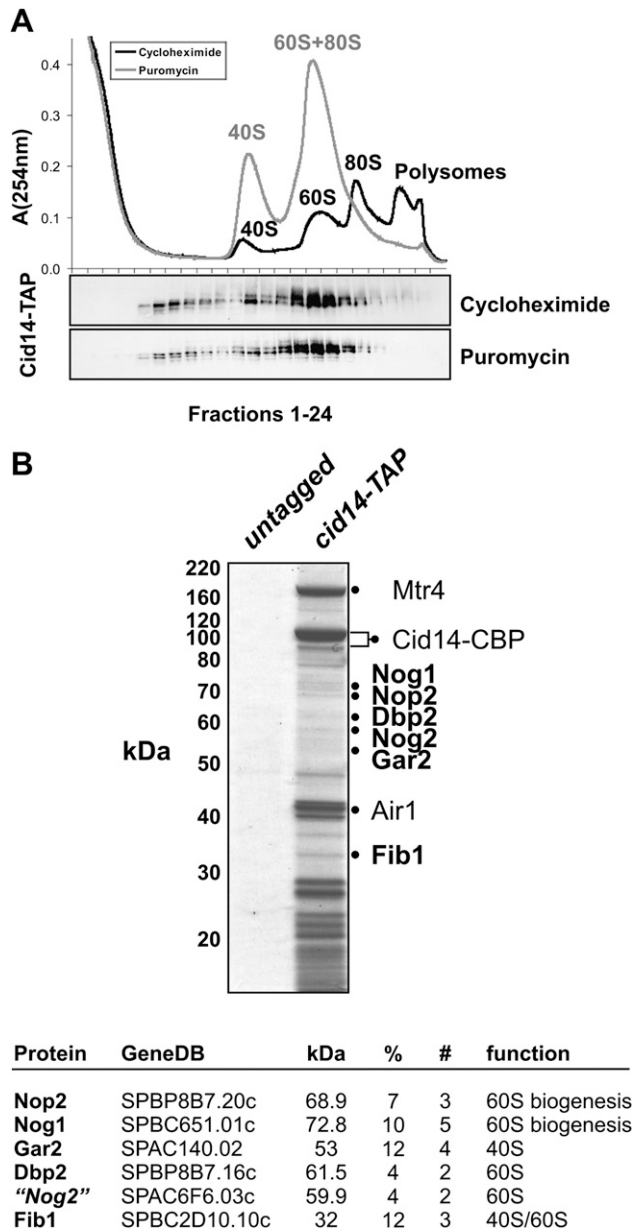 A
Cycloheximide
Puromycin
60S+80S
0.4
0.3
0.2
0.1
0.0
A(254nm)
40S
40S
60S
80S
Polysomes
Cid14-TAP
Cycloheximide
Puromycin
Fractions 1-24
B
untagged
cid14-TAP
kDa
220
160
120
100
80
70
60
50
40
30
20
Mtr4
Cid14-CBP
Nog1
Nop2
Dbp2
Nog2
Gar2
Air1
Fib1
Protein GeneDB kDa % # function
Nop2 SPBP8B7.20c 68.9 7 3 60S biogenesis
Nog1 SPBC651.01c 72.8 10 5 60S biogenesis
Gar2 SPAC140.02 53 12 4 40S
Dbp2 SPBP8B7.16c 61.5 4 2 60S
“Nog2” SPAC6F6.03c 59.9 4 2 60S
Fib1 SPBC2D10.10c 32 12 3 40S/60S